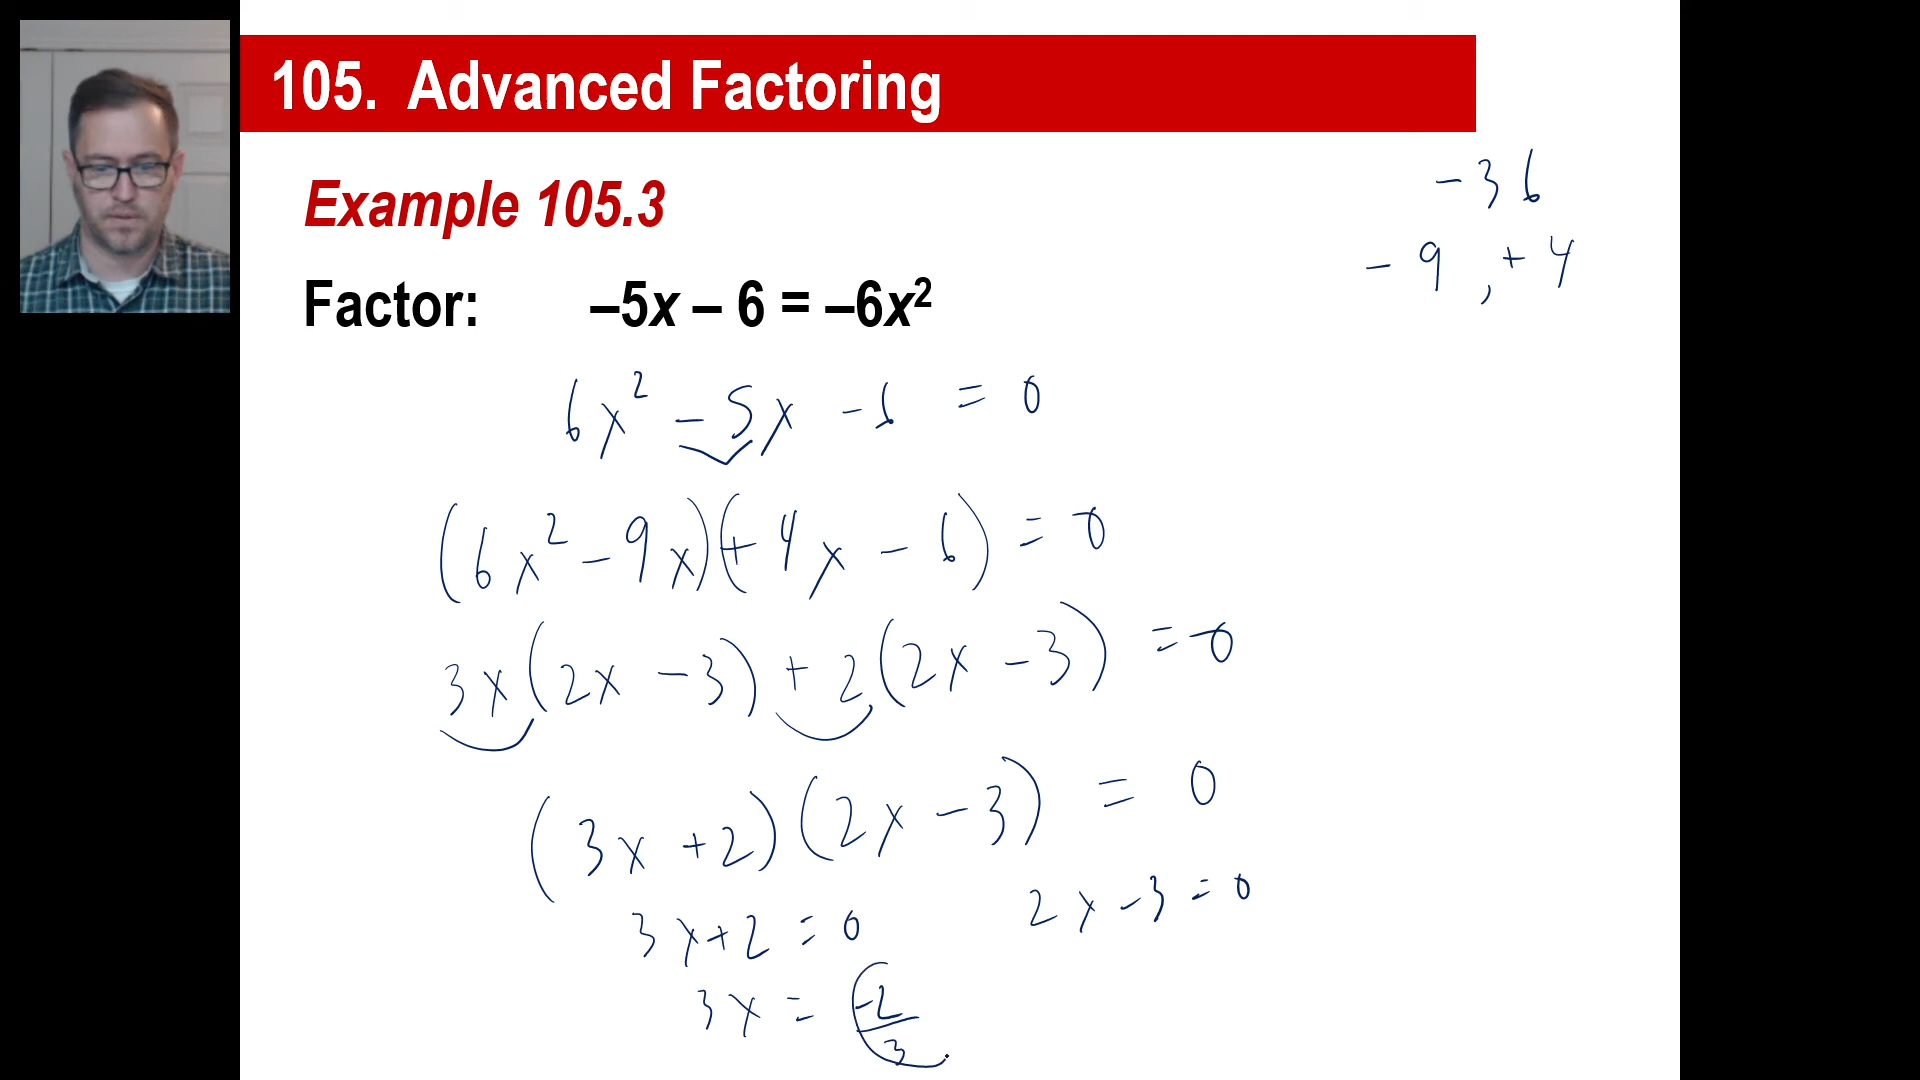 105. Advanced Factoring
Example 105.3
-36
-9, +4
Factor: –5x – 6 = –6x²
6x² - 5x - 6 = 0
(6x² - 9x)(+4x - 6) = 0
3x(2x - 3) + 2(2x - 3) = 0
(3x + 2)(2x - 3) = 0
3x + 2 = 0 2x - 3 = 0
3x = -2/3